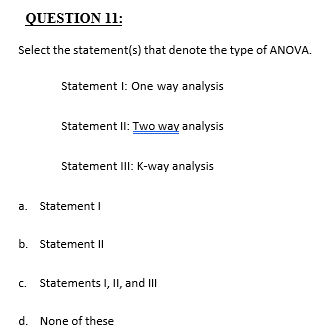 QUESTION 11:
Select the statement(s) that denote the type of ANOVA.
Statement I: One way analysis
Statement II: Two way analysis
Statement III: K-way analysis
a. Statement I
b. Statement II
c. Statements I, II, and III
d. None of these